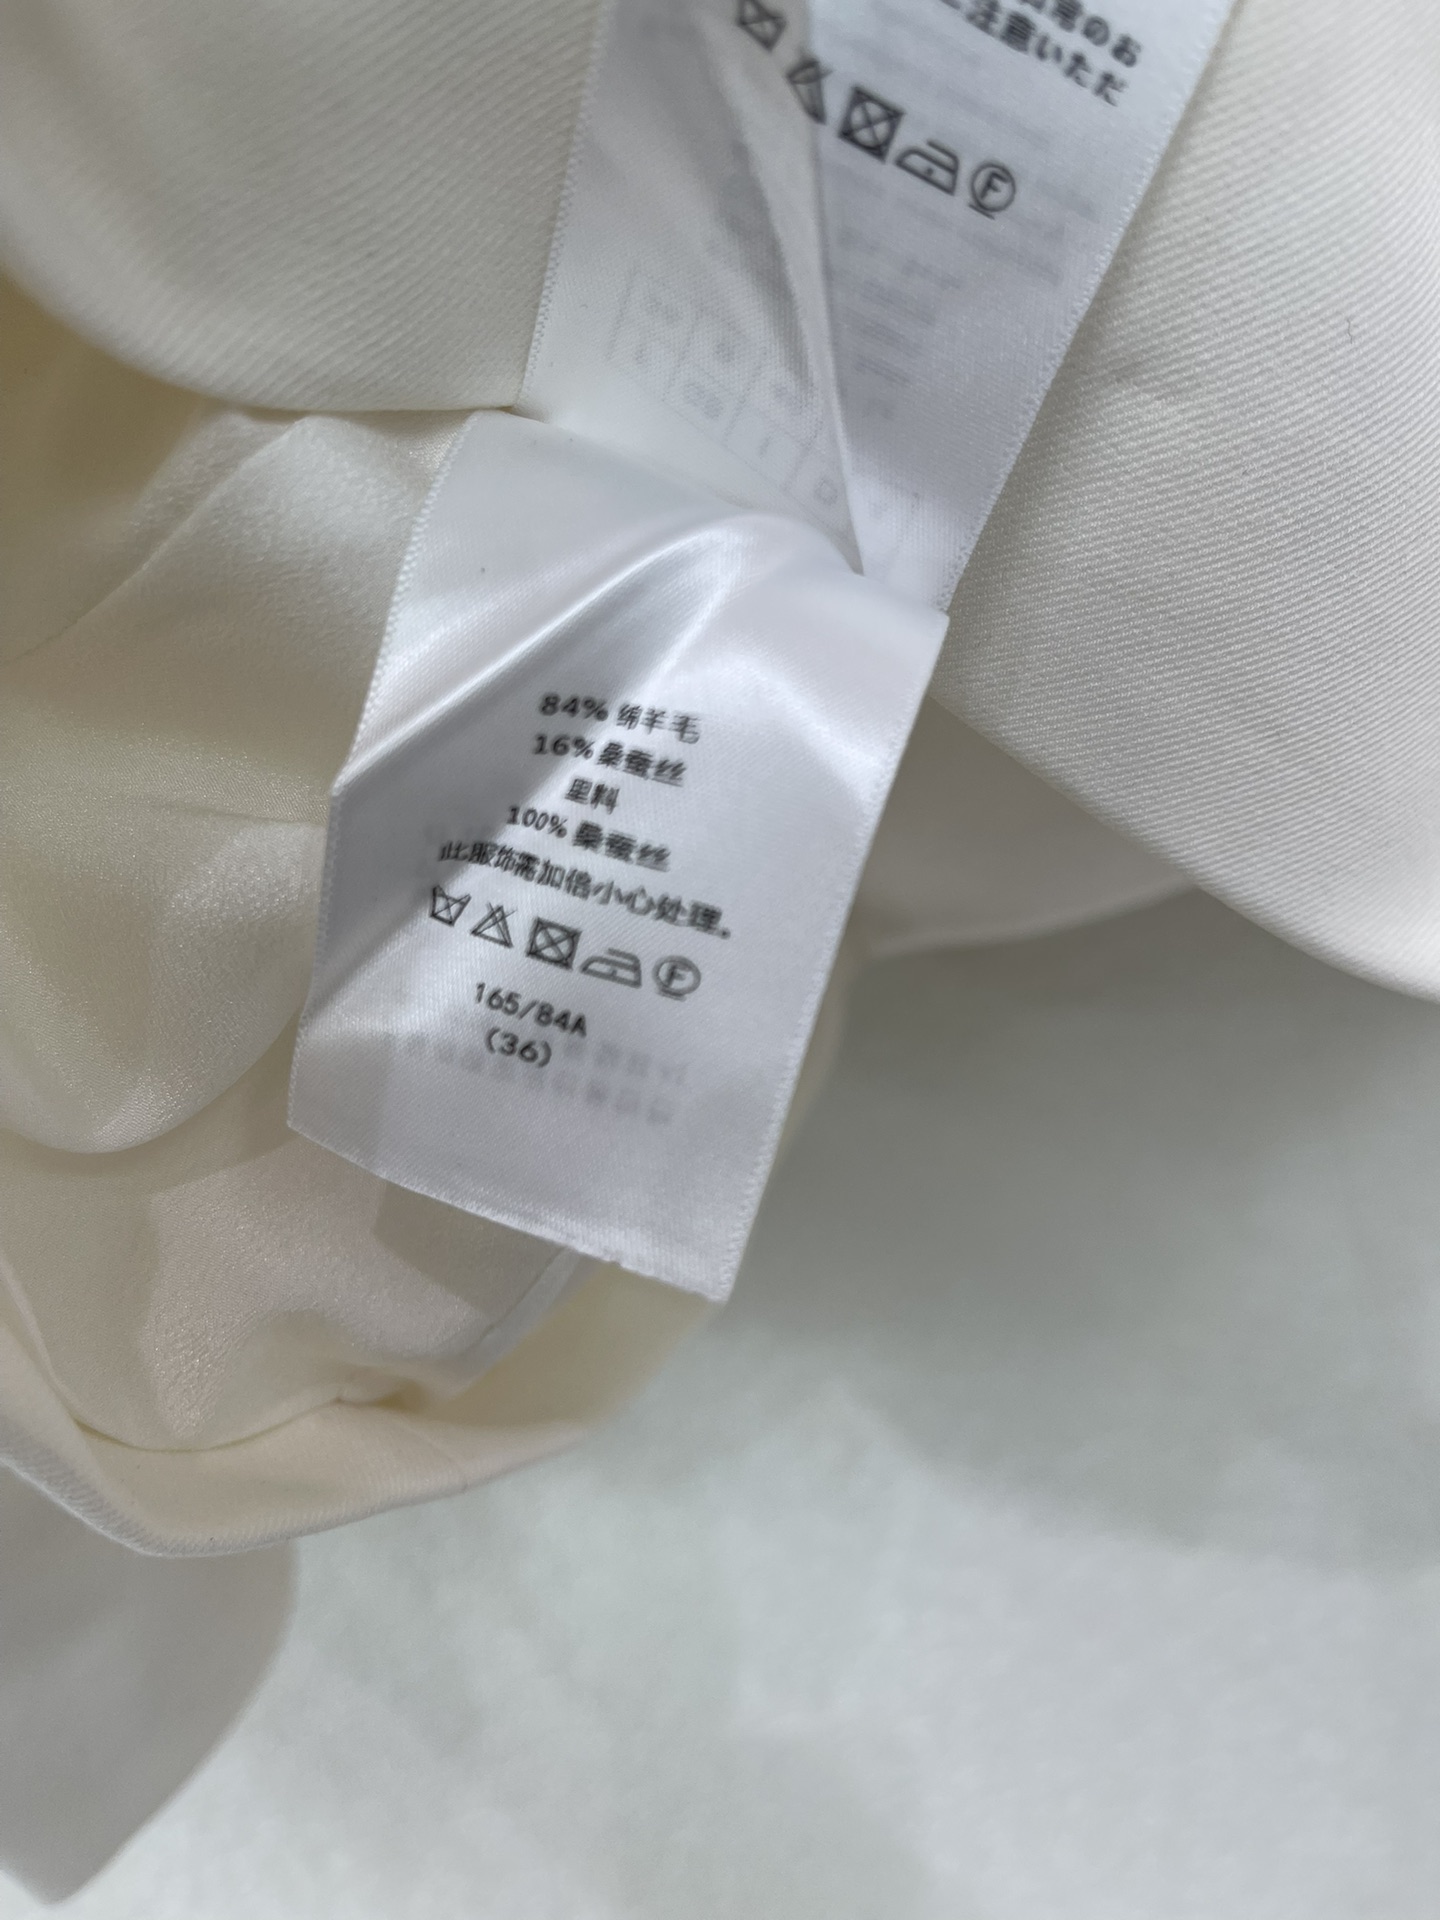 常のお
注意いただ
F
84% 绵羊毛
16% 桑蚕丝
里料
100% 桑蚕丝
此服饰需加倍小心处理。
F
165/84A
(36)